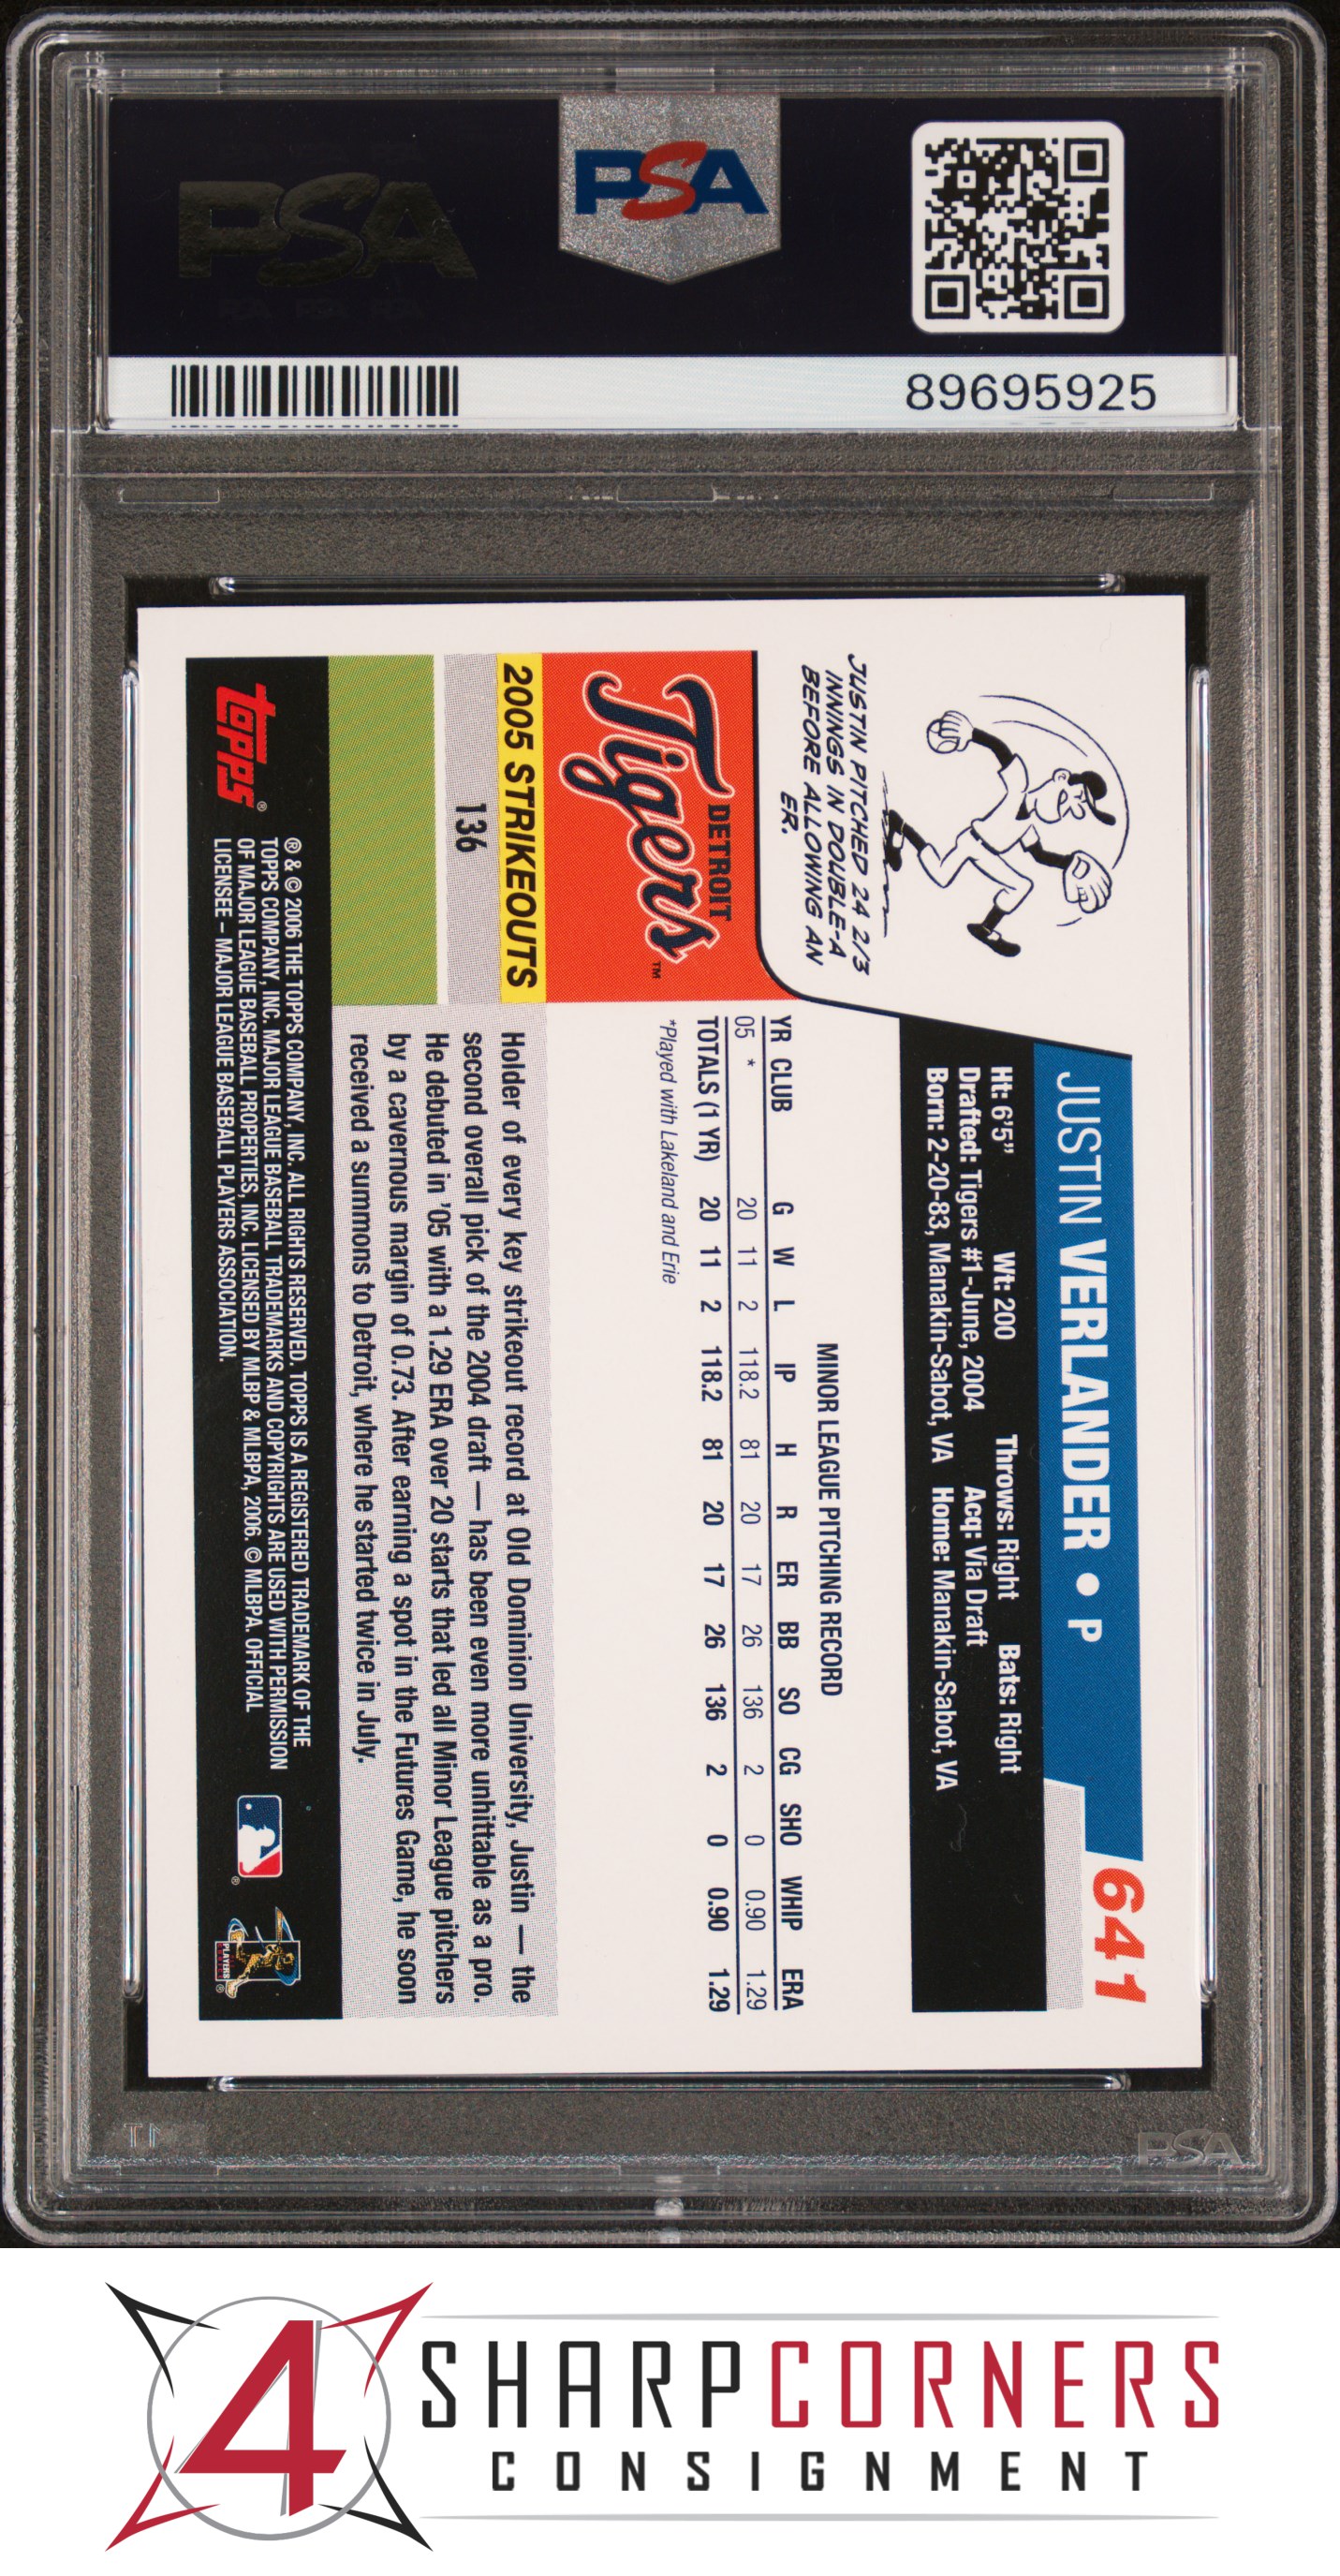 PSA
PSA
89695925
641
JUSTIN VERLANDER • P
Ht: 6'5" Wt: 200 Throws: Right Bats: Right
Drafted: Tigers #1-June, 2004 Acq: Via Draft
Born: 2-20-83, Manakin-Sabot, VA Home: Manakin-Sabot, VA
JUSTIN PITCHED 24 2/3
INNINGS IN DOUBLE-A
BEFORE ALLOWING AN
ER.
MINOR LEAGUE PITCHING RECORD
YR CLUB G W L IP H R ER BB SO CG SHO WHIP ERA
05 * 20 11 2 118.2 81 20 17 26 136 2 0 0.90 1.29
TOTALS (1 YR) 20 11 2 118.2 81 20 17 26 136 2 0 0.90 1.29
*Played with Lakeland and Erie
DETROIT
Tigers™
2005 STRIKEOUTS
136
Holder of every key strikeout record at Old Dominion University, Justin — the
second overall pick of the 2004 draft — has been even more unhittable as a pro.
He debuted in '05 with a 1.29 ERA over 20 starts that led all Minor League pitchers
by a cavernous margin of 0.73. After earning a spot in the Futures Game, he soon
received a summons to Detroit, where he started twice in July.
topps®
® & © 2006 THE TOPPS COMPANY, INC. ALL RIGHTS RESERVED. TOPPS IS A REGISTERED TRADEMARK OF THE
TOPPS COMPANY, INC. MAJOR LEAGUE BASEBALL TRADEMARKS AND COPYRIGHTS ARE USED WITH PERMISSION
OF MAJOR LEAGUE BASEBALL PROPERTIES, INC. LICENSED BY MLBP & MLBPA, 2006. © MLBPA. OFFICIAL
LICENSEE – MAJOR LEAGUE BASEBALL PLAYERS ASSOCIATION.
PLAYERS
PSA
4 SHARPCORNERS
CONSIGNMENT